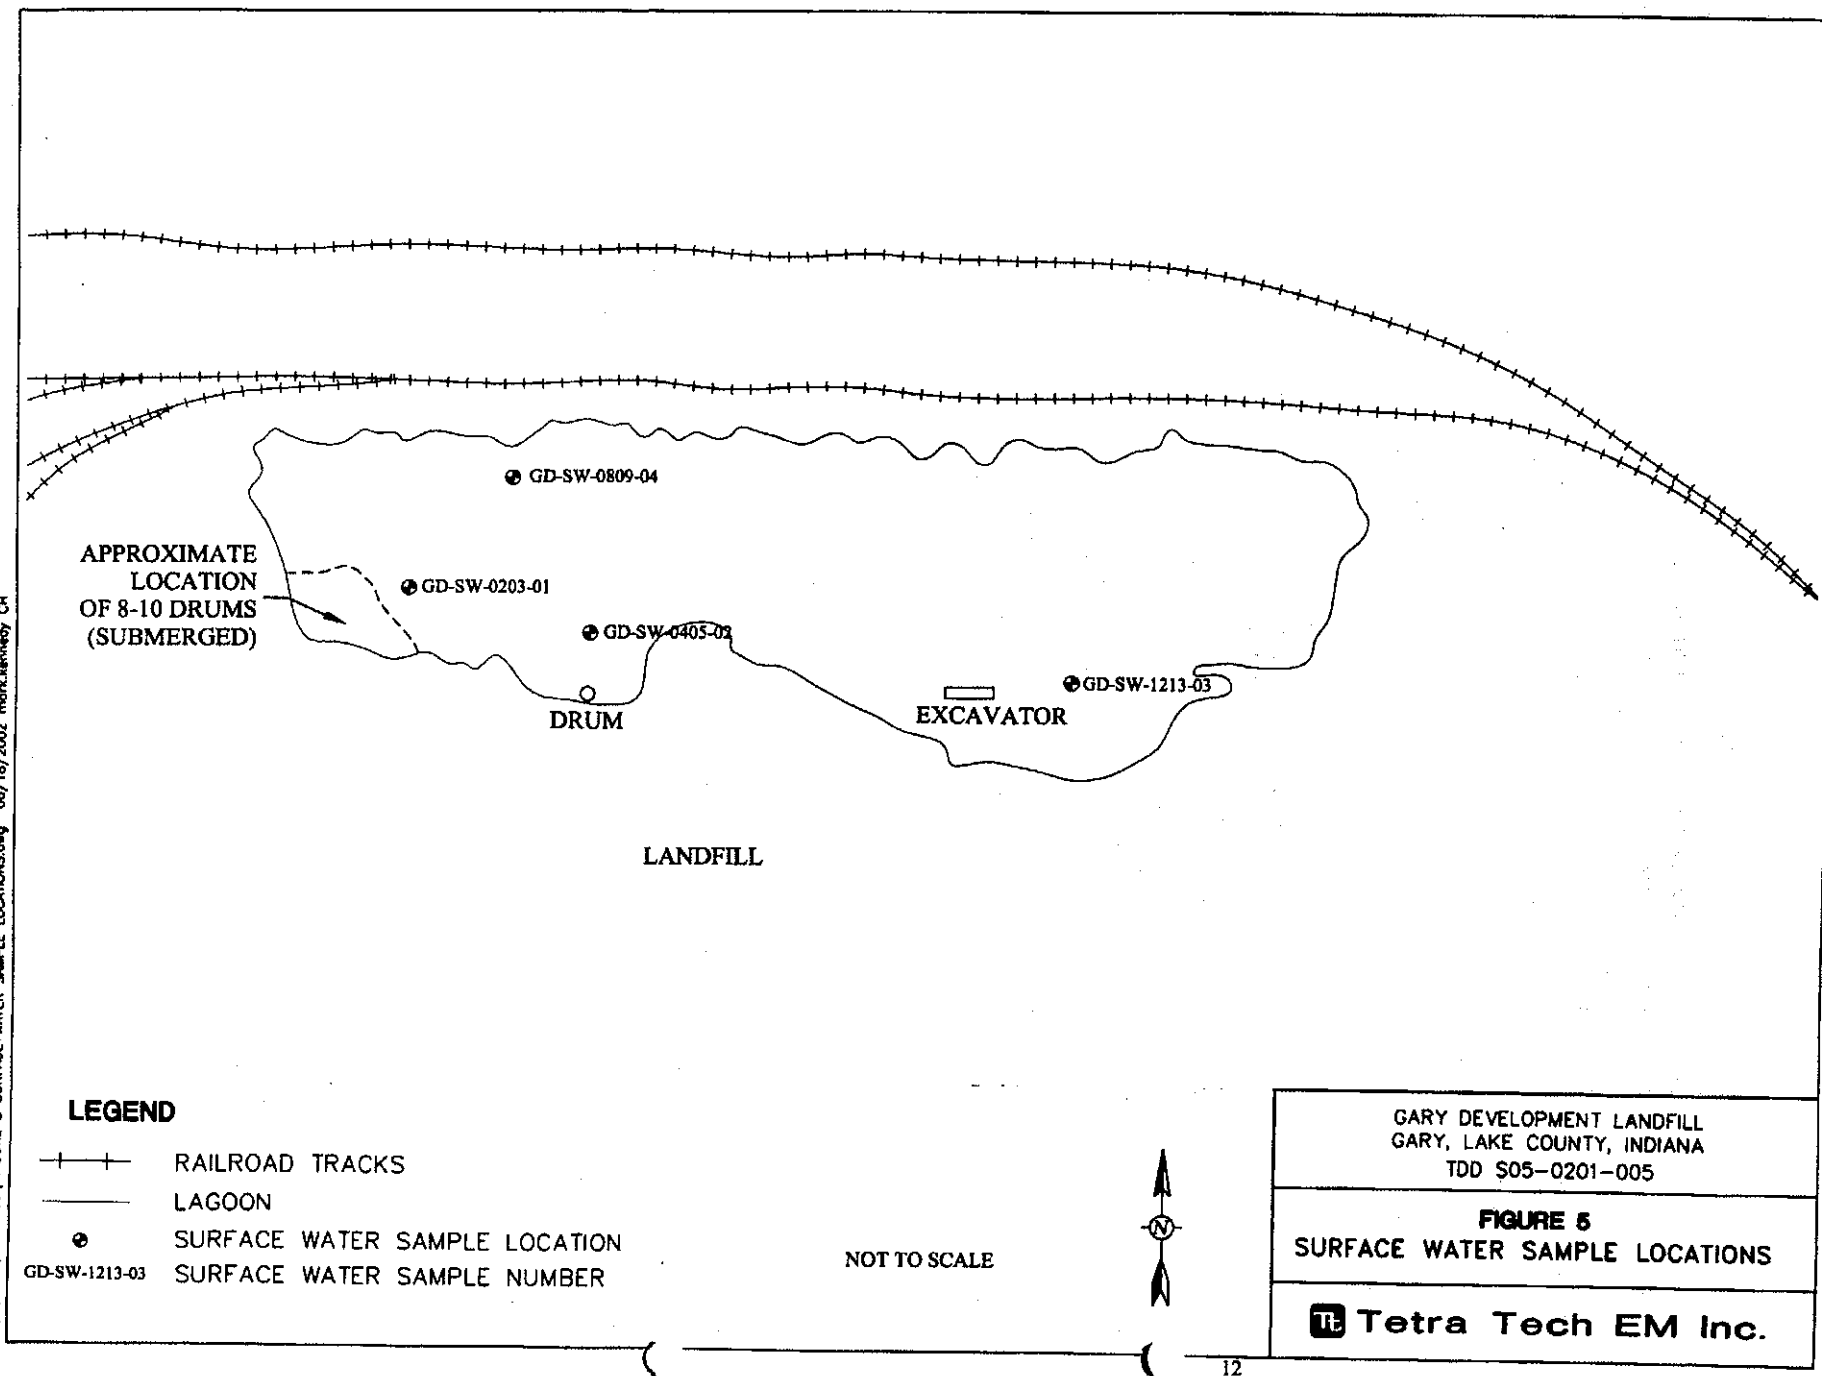 GD-SW-0809-04
APPROXIMATE
LOCATION
OF 8-10 DRUMS
(SUBMERGED)
GD-SW-0203-01
GD-SW-0405-02
GD-SW-1213-03
DRUM
EXCAVATOR
LANDFILL
LEGEND
RAILROAD TRACKS
LAGOON
SURFACE WATER SAMPLE LOCATION
GD-SW-1213-03 SURFACE WATER SAMPLE NUMBER
NOT TO SCALE
N
GARY DEVELOPMENT LANDFILL
GARY, LAKE COUNTY, INDIANA
TDD S05-0201-005
FIGURE 5
SURFACE WATER SAMPLE LOCATIONS
Tt Tetra Tech EM Inc.
12